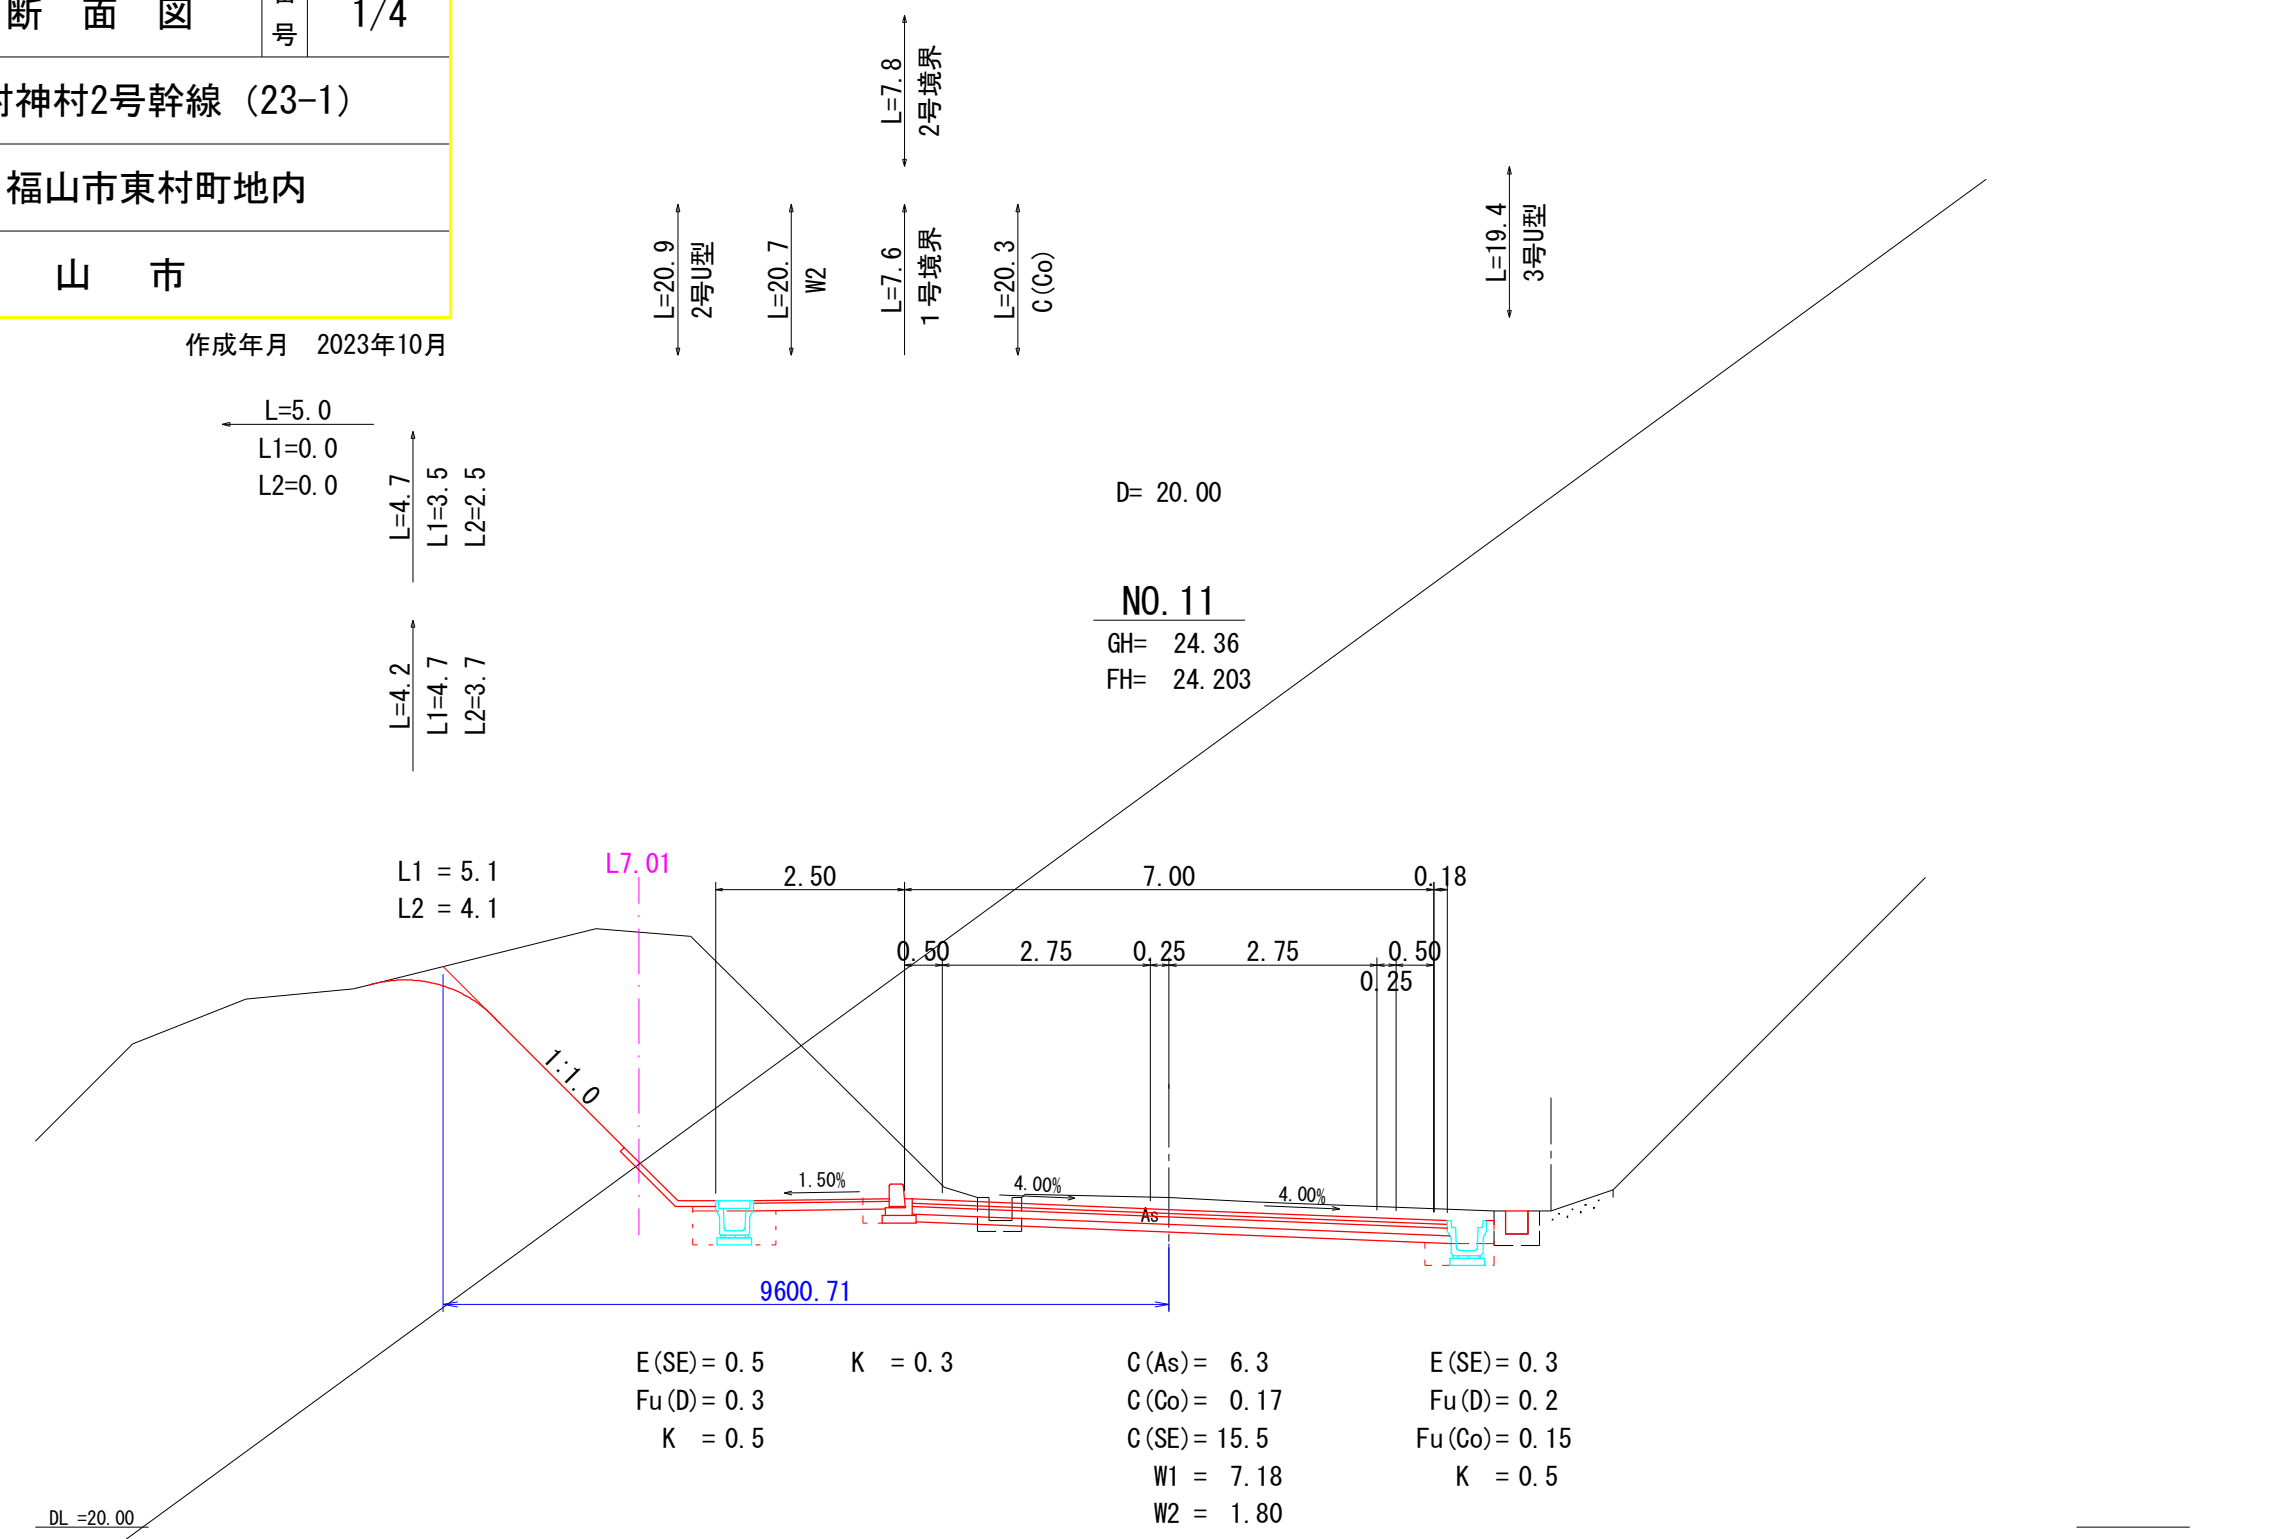 断 面 図
号
1/4
神村2号幹線（23-1）
福山市東村町地内
山 市
作成年月 2023年10月
L=7.8
2号境界
L=20.9
2号U型
L=20.7
W2
L=7.6
1号境界
L=20.3
C(Co)
L=19.4
3号U型
L=5.0
L1=0.0
L2=0.0
L=4.7
L1=3.5
L2=2.5
D= 20.00
NO.11
GH= 24.36
FH= 24.203
L=4.2
L1=4.7
L2=3.7
L1 = 5.1
L2 = 4.1
L7.01
2.50
7.00
0.18
0.50
2.75
0.25
2.75
0.50
0.25
1:1.0
1.50%
4.00%
4.00%
As
9600.71
E(SE)= 0.5
Fu(D)= 0.3
K = 0.5
K = 0.3
C(As)= 6.3
C(Co)= 0.17
C(SE)= 15.5
W1 = 7.18
W2 = 1.80
E(SE)= 0.3
Fu(D)= 0.2
Fu(Co)= 0.15
K = 0.5
DL =20.00